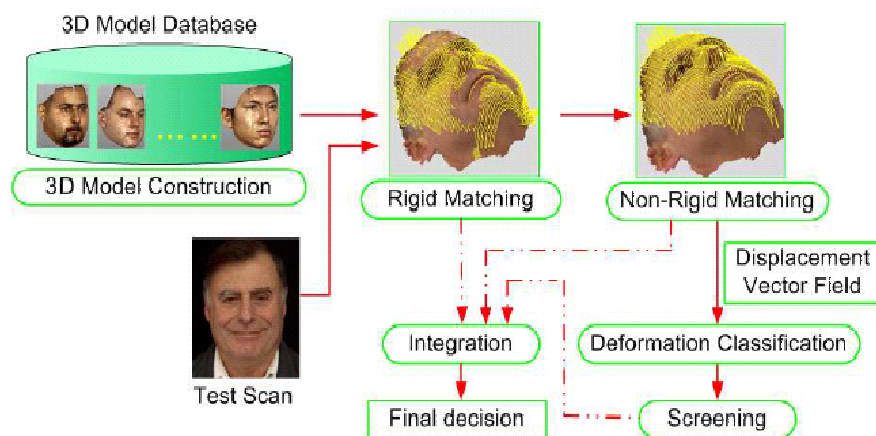 3D Model Database
3D Model Construction
Rigid Matching
Non-Rigid Matching
Displacement
Vector Field
Test Scan
Integration
Deformation Classification
Final decision
Screening